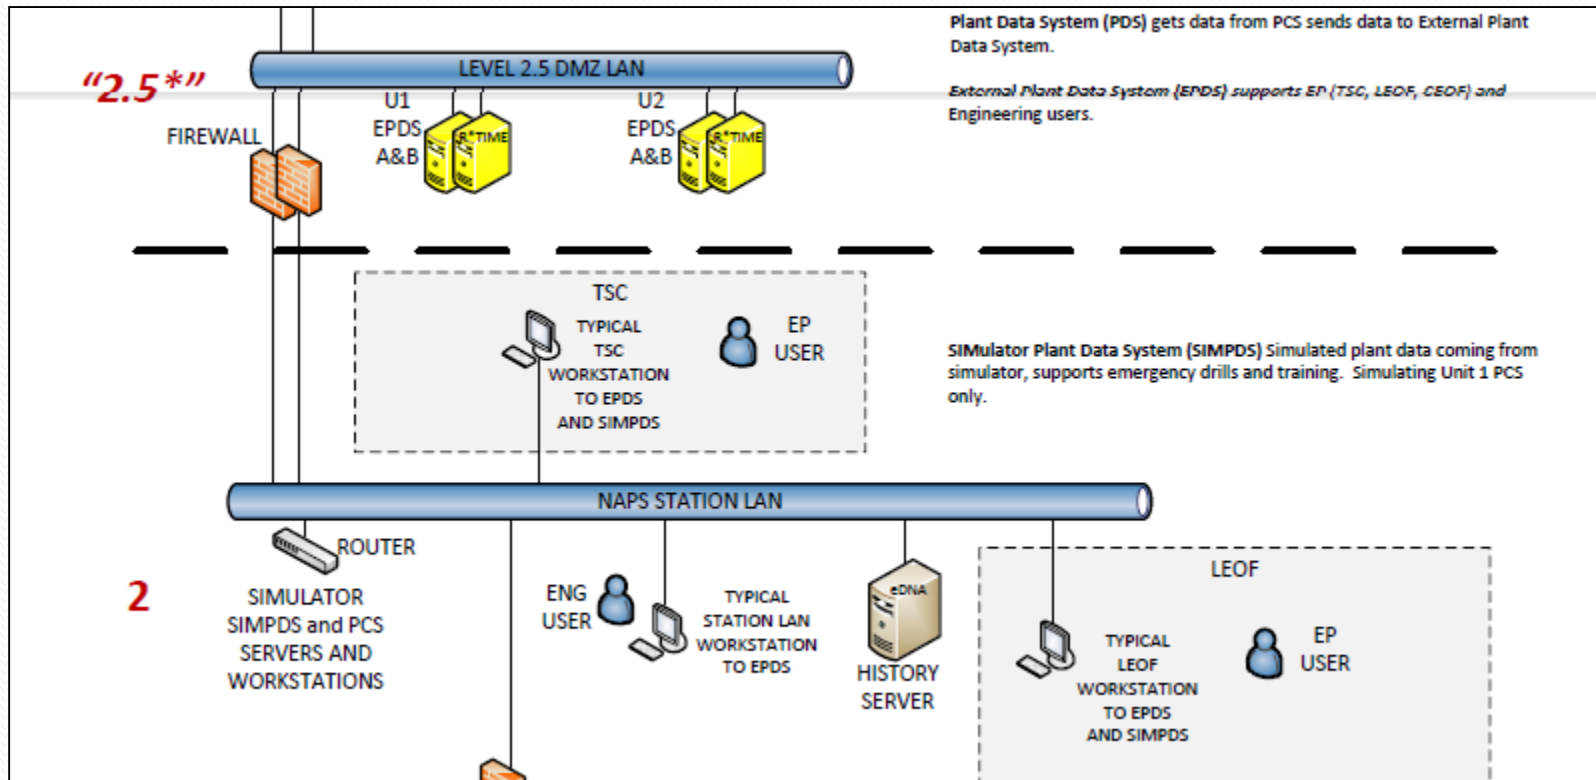 Plant Data System (PDS) gets data from PCS sends data to External Plant
Data System.
External Plant Data System (EPDS) supports EP (TSC, LEOF, CEOF) and
Engineering users.
"2.5*"
LEVEL 2.5 DMZ LAN
FIREWALL
U1
EPDS
A&B
R*TIME
U2
EPDS
A&B
R*TIME
TSC
TYPICAL
TSC
WORKSTATION
TO EPDS
AND SIMPDS
EP
USER
SIMulator Plant Data System (SIMPDS) Simulated plant data coming from
simulator, supports emergency drills and training. Simulating Unit 1 PCS
only.
NAPS STATION LAN
ROUTER
2
SIMULATOR
SIMPDS and PCS
SERVERS AND
WORKSTATIONS
ENG
USER
TYPICAL
STATION LAN
WORKSTATION
TO EPDS
eDNA
HISTORY
SERVER
LEOF
TYPICAL
LEOF
WORKSTATION
TO EPDS
AND SIMPDS
EP
USER